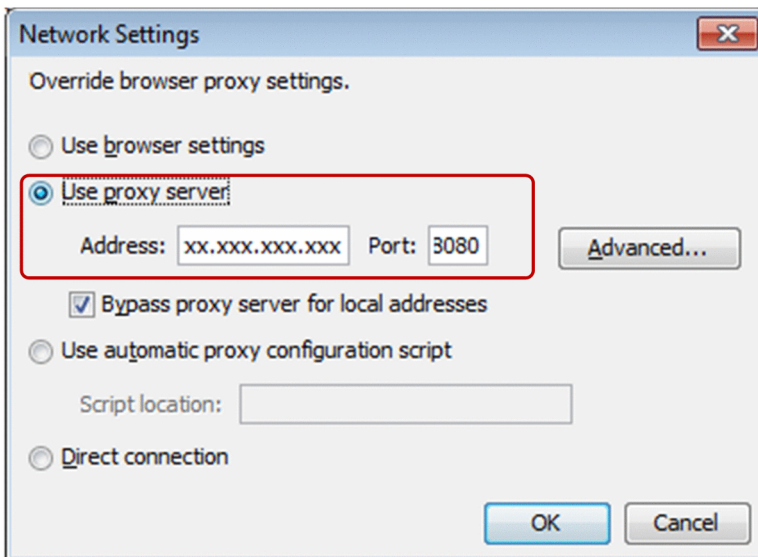 Network Settings
Override browser proxy settings.
Use browser settings
Use proxy server
Address: xx.xxx.xxx.xxx Port: 8080 Advanced...
Bypass proxy server for local addresses
Use automatic proxy configuration script
Script location:
Direct connection
OK Cancel